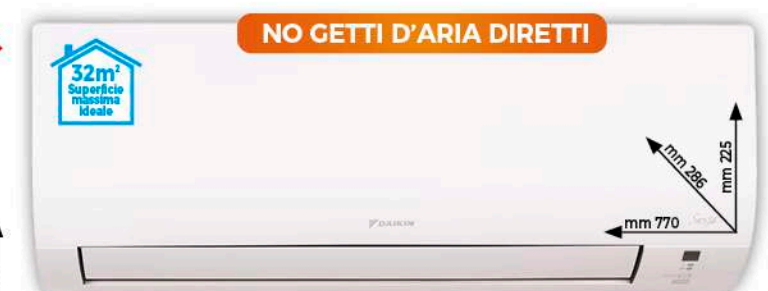 NO GETTI D'ARIA DIRETTI
32m²
Superficie
massima
Ideale
mm 225
mm 286
mm 770
DAIKIN